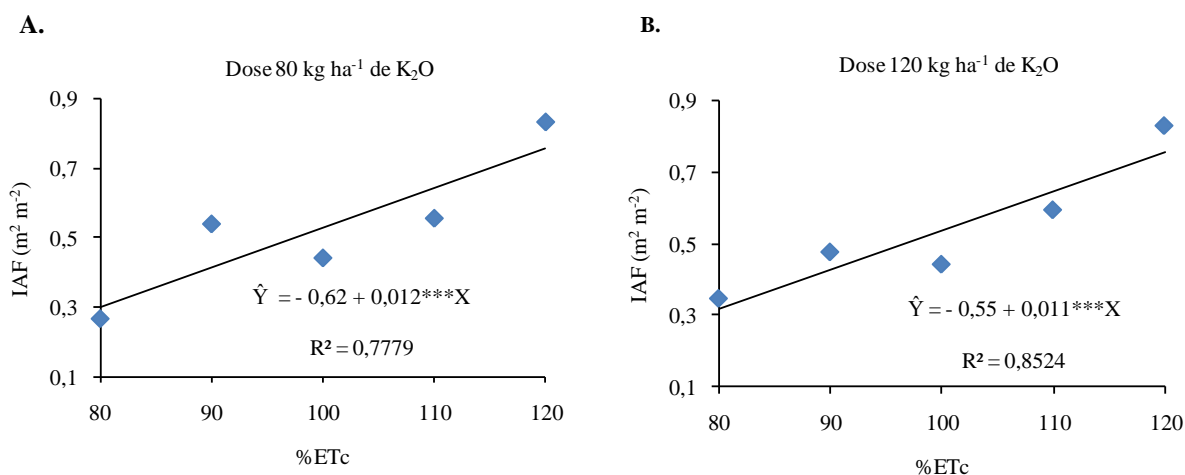 A.
Dose 80 kg ha⁻¹ de K₂O
0,9
0,7
0,5
0,3
0,1
IAF (m² m⁻²)
Ŷ = - 0,62 + 0,012***X
R² = 0,7779
80 90 100 110 120
%ETc
B.
Dose 120 kg ha⁻¹ de K₂O
0,9
0,7
0,5
0,3
0,1
IAF (m² m⁻²)
Ŷ = - 0,55 + 0,011***X
R² = 0,8524
80 90 100 110 120
%ETc